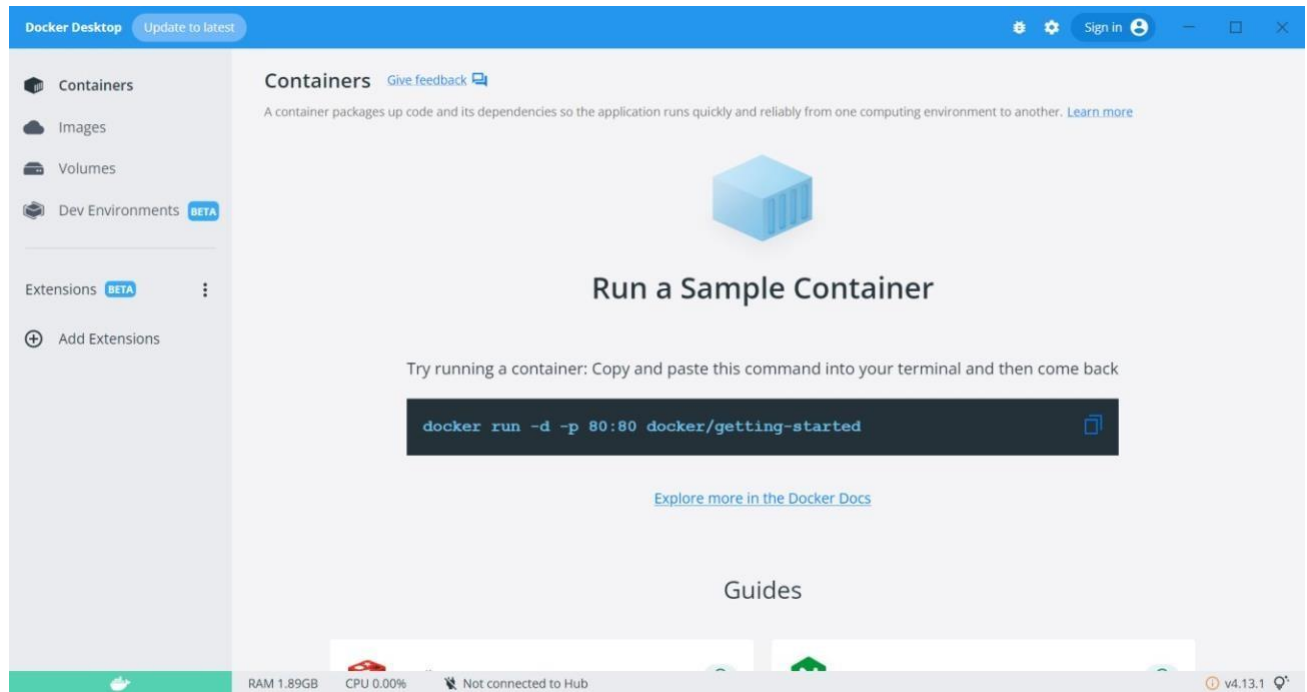 Docker Desktop Update to latest Sign in
Containers
Images
Volumes
Dev Environments BETA
Extensions BETA
Add Extensions
Containers Give feedback
A container packages up code and its dependencies so the application runs quickly and reliably from one computing environment to another. Learn more
Run a Sample Container
Try running a container: Copy and paste this command into your terminal and then come back
docker run -d -p 80:80 docker/getting-started
Explore more in the Docker Docs
Guides
RAM 1.89GB CPU 0.00% Not connected to Hub v4.13.1